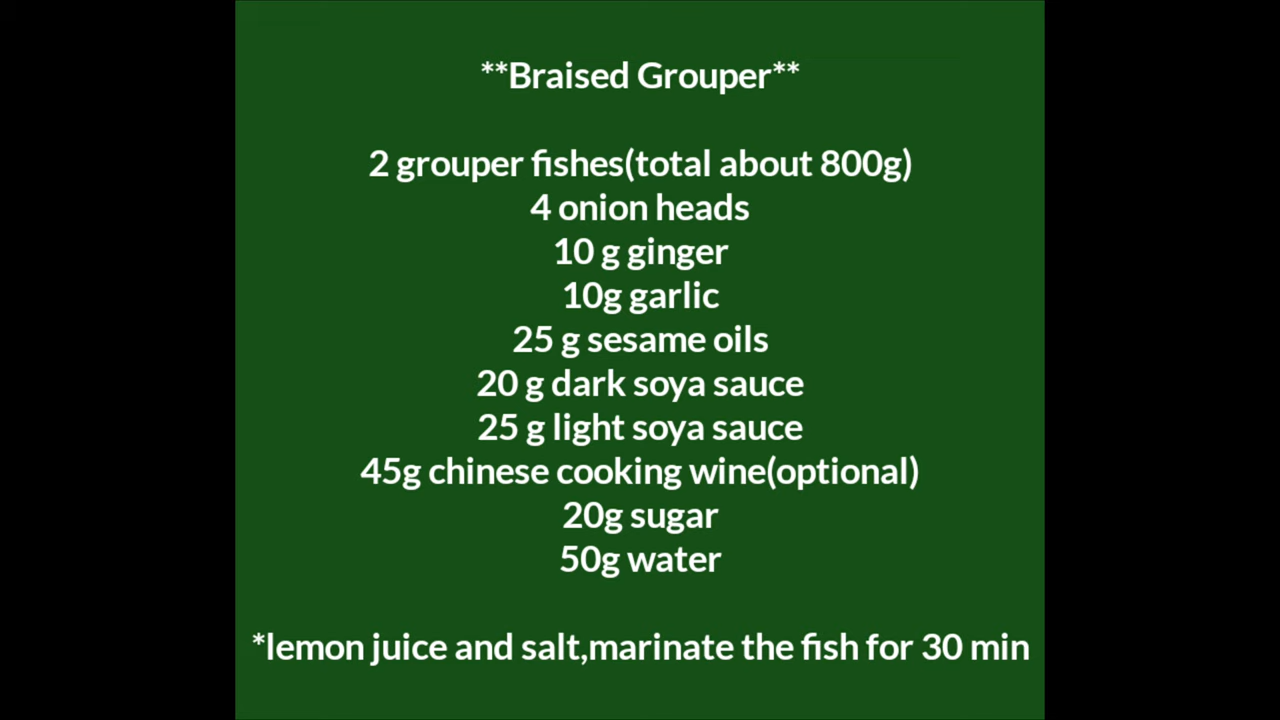 **Braised Grouper**
2 grouper fishes(total about 800g)
4 onion heads
10 g ginger
10g garlic
25 g sesame oils
20 g dark soya sauce
25 g light soya sauce
45g chinese cooking wine(optional)
20g sugar
50g water
*lemon juice and salt,marinate the fish for 30 min